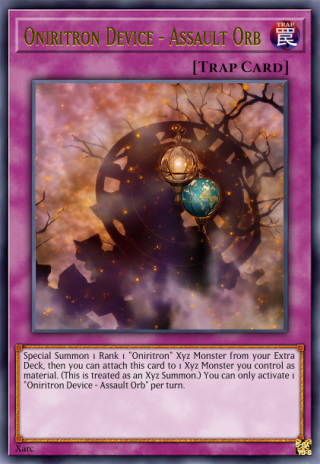 Oniritron Device - Assault Orb
TRAP
罠
[Trap Card]
Special Summon 1 Rank 1 "Oniritron" Xyz Monster from your Extra
Deck, then you can attach this card to 1 Xyz Monster you control as
material. (This is treated as an Xyz Summon.) You can only activate 1
"Oniritron Device - Assault Orb" per turn.
Xarc